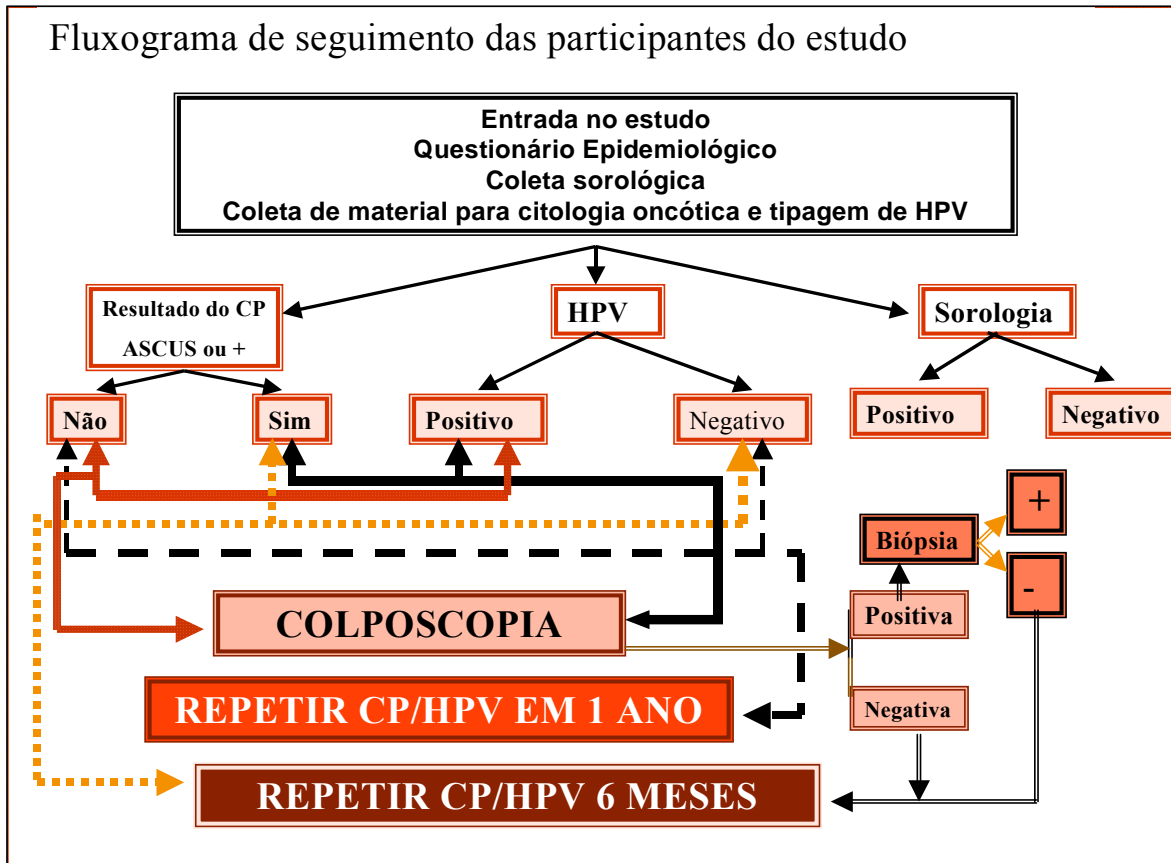 Fluxograma de seguimento das participantes do estudo
Entrada no estudo
Questionário Epidemiológico
Coleta sorológica
Coleta de material para citologia oncótica e tipagem de HPV
Resultado do CP
ASCUS ou +
HPV
Sorologia
Não
Sim
Positivo
Negativo
Positivo
Negativo
+
Biópsia
-
Positiva
COLPOSCOPIA
REPETIR CP/HPV EM 1 ANO
Negativa
REPETIR CP/HPV 6 MESES